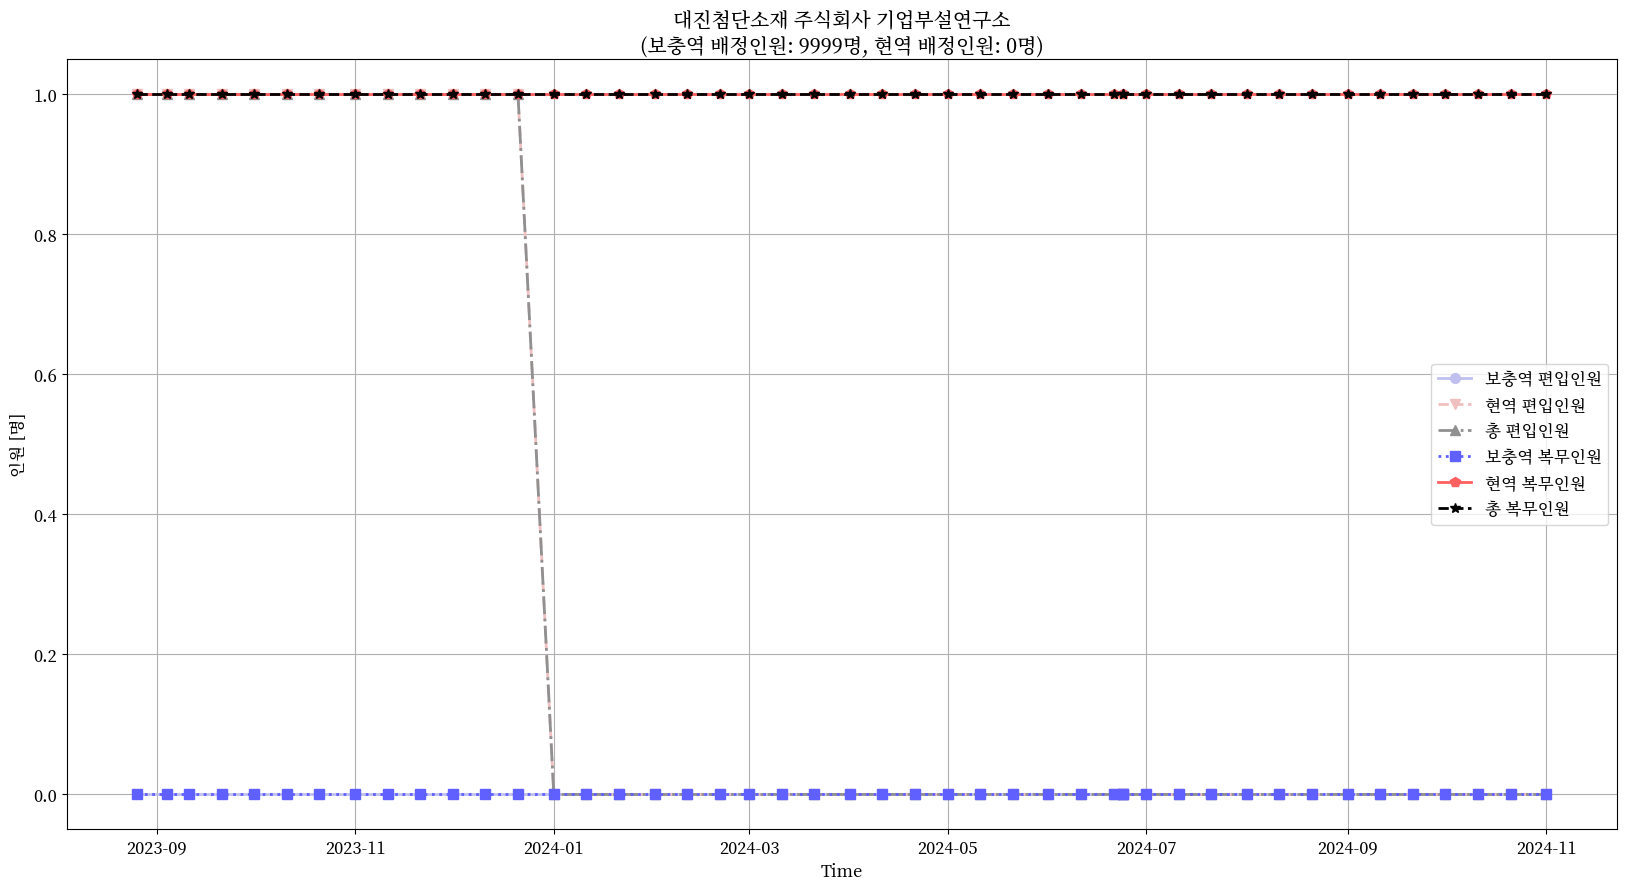 대진첨단소재 주식회사 기업부설연구소
(보충역 배정인원: 9999명, 현역 배정인원: 0명)
인원 [명]
1.0
0.8
0.6
0.4
0.2
0.0
보충역 편입인원
현역 편입인원
총 편입인원
보충역 복무인원
현역 복무인원
총 복무인원
2023-09
2023-11
2024-01
2024-03
2024-05
2024-07
2024-09
2024-11
Time